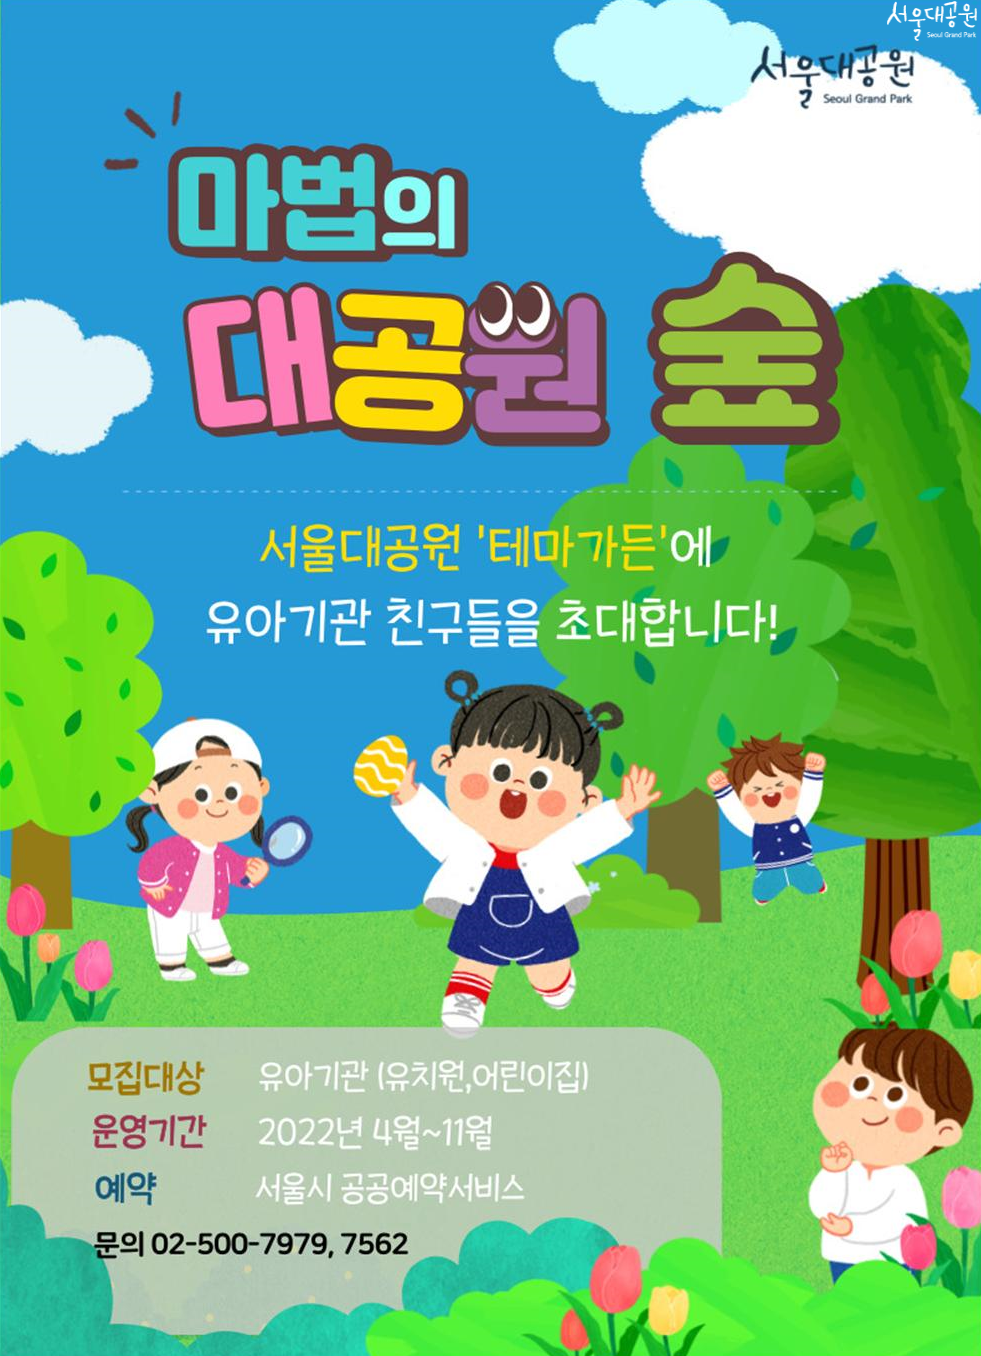 서울대공원
Seoul Grand Park
서울대공원
Seoul Grand Park
마법의
대공원 숲
서울대공원 '테마가든'에
유아기관 친구들을 초대합니다!
모집대상 유아기관 (유치원,어린이집)
운영기간 2022년 4월~11월
예약 서울시 공공예약서비스
문의 02-500-7979, 7562